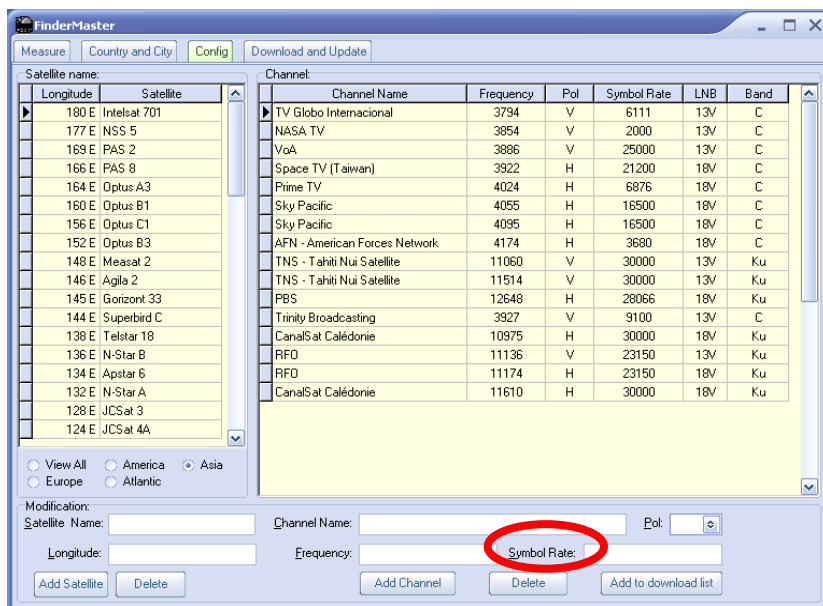 FinderMaster
Measure Country and City Config Download and Update
Satellite name: Channel:
Longitude Satellite Channel Name Frequency Pol Symbol Rate LNB Band
180 E Intelsat 701 TV Globo Internacional 3794 V 6111 13V C
177 E NSS 5 NASA TV 3854 V 2000 13V C
169 E PAS 2 VoA 3886 V 25000 13V C
166 E PAS 8 Space TV (Taiwan) 3922 H 21200 18V C
164 E Optus A3 Prime TV 4024 H 6876 18V C
160 E Optus B1 Sky Pacific 4055 H 16500 18V C
156 E Optus C1 Sky Pacific 4095 H 16500 18V C
152 E Optus B3 AFN - American Forces Network 4174 H 3680 18V C
148 E Measat 2 TNS - Tahiti Nui Satellite 11060 V 30000 13V Ku
146 E Agila 2 TNS - Tahiti Nui Satellite 11514 V 30000 13V Ku
145 E Gorizont 33 PBS 12648 H 28066 18V Ku
144 E Superbird C Trinity Broadcasting 3927 V 9100 13V C
138 E Telstar 18 CanalSat Calédonie 10975 H 30000 18V Ku
136 E N-Star B RFO 11136 V 23150 13V Ku
134 E Apstar 6 RFO 11174 H 23150 18V Ku
132 E N-Star A CanalSat Calédonie 11610 H 30000 18V Ku
128 E JCSat 3
124 E JCSat 4A
View All America Asia
Europe Atlantic
Modification:
Satellite Name: Channel Name: Pol:
Longitude: Frequency: Symbol Rate:
Add Satellite Delete Add Channel Delete Add to download list